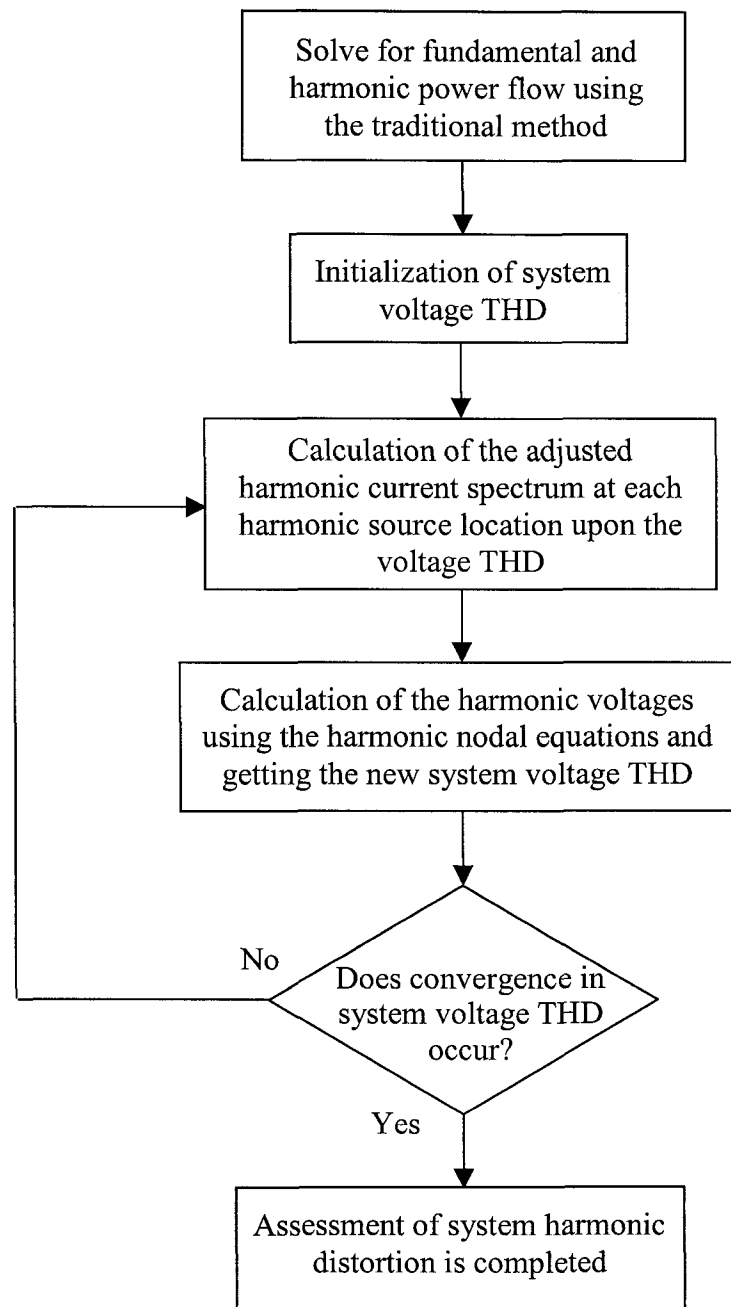 Solve for fundamental and
harmonic power flow using
the traditional method
Initialization of system
voltage THD
Calculation of the adjusted
harmonic current spectrum at each
harmonic source location upon the
voltage THD
Calculation of the harmonic voltages
using the harmonic nodal equations and
getting the new system voltage THD
No
Does convergence in
system voltage THD
occur?
Yes
Assessment of system harmonic
distortion is completed